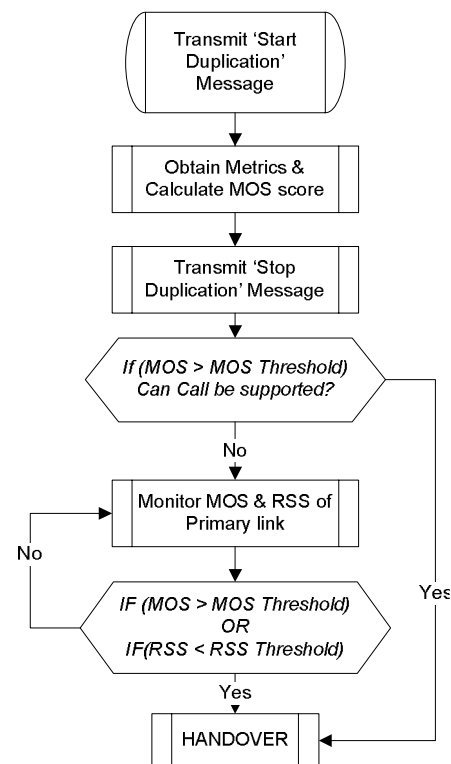 Transmit 'Start
Duplication'
Message
Obtain Metrics &
Calculate MOS score
Transmit 'Stop
Duplication' Message
If (MOS > MOS Threshold)
Can Call be supported?
No
Monitor MOS & RSS of
Primary link
No
Yes
IF (MOS > MOS Threshold)
OR
IF(RSS < RSS Threshold)
Yes
HANDOVER